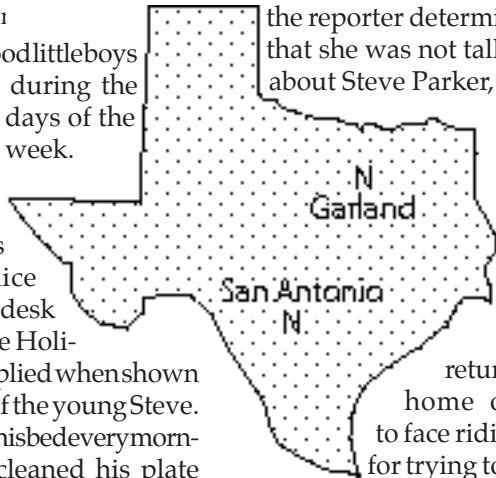 oodlittleboys
during the
days of the
week.
lice
desk
e Holi-
plied when shown
f the young Steve.
his bed every morn-
cleaned his plate
the reporter determi
that she was not tall
about Steve Parker,
N
Garland
San Antonio
N
retur
home o
to face ridi
for trying to